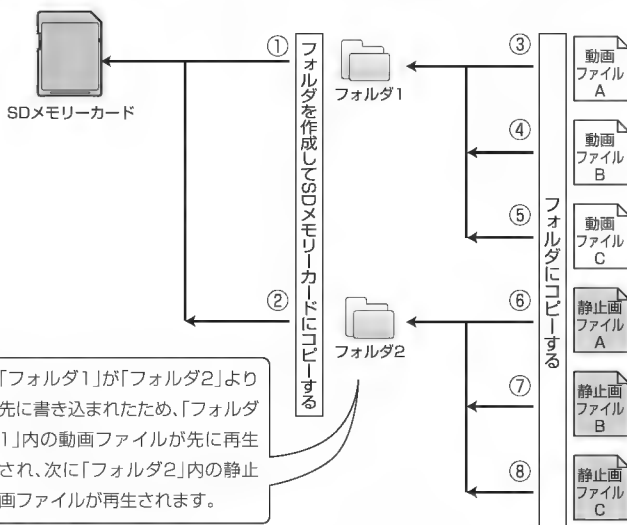 SDメモリーカード
①
②
フォルダを作成してSDメモリーカードにコピーする
フォルダ1
フォルダ2
③
④
⑤
⑥
⑦
⑧
フォルダにコピーする
動画
ファイル
A
動画
ファイル
B
動画
ファイル
C
静止画
ファイル
A
静止画
ファイル
B
静止画
ファイル
C
「フォルダ1」が「フォルダ2」より
先に書き込まれたため、「フォルダ
1」内の動画ファイルが先に再生
され、次に「フォルダ2」内の静止
画ファイルが再生されます。